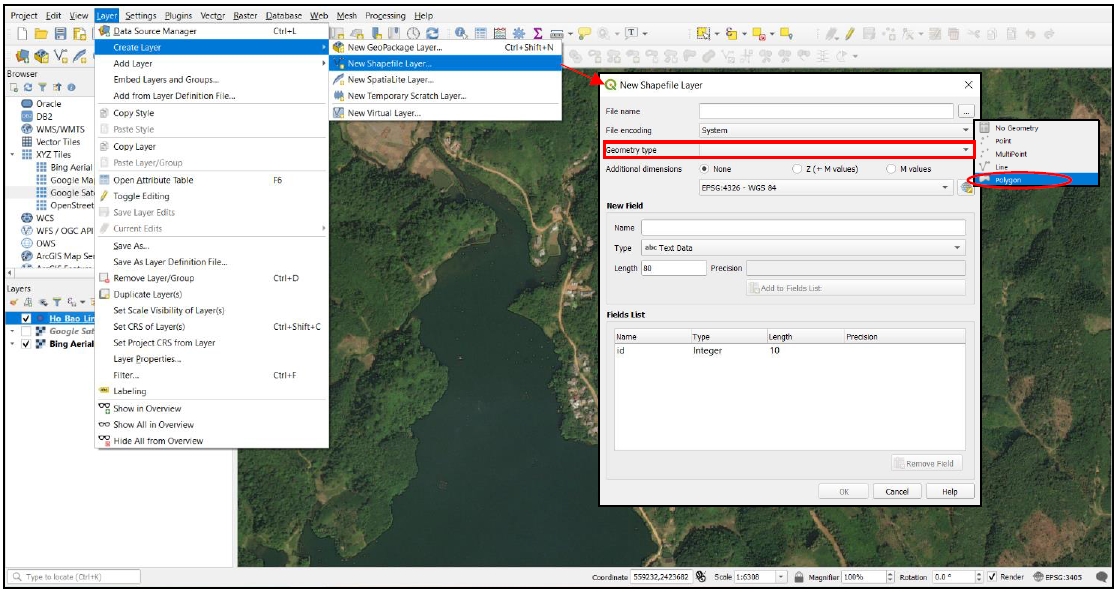 Project Edit View Layer Settings Plugins Vector Raster Database Web Mesh Processing Help
Data Source Manager Ctrl+L
Create Layer
Add Layer
Embed Layers and Groups...
Add from Layer Definition File...
Copy Style
Paste Style
Copy Layer
Paste Layer/Group
Open Attribute Table F6
Toggle Editing
Save Layer Edits
Current Edits
Save As...
Save As Layer Definition File...
Remove Layer/Group Ctrl+D
Duplicate Layer(s)
Set Scale Visibility of Layer(s)
Set CRS of Layer(s) Ctrl+Shift+C
Set Project CRS from Layer
Layer Properties...
Filter... Ctrl+F
Labeling
Show in Overview
Show All in Overview
Hide All from Overview
New GeoPackage Layer... Ctrl+Shift+N
New Shapefile Layer...
New SpatiaLite Layer...
New Temporary Scratch Layer...
New Virtual Layer...
Browser
Oracle
DB2
WMS/WMTS
Vector Tiles
XYZ Tiles
Bing Aerial
Google Ma
Google Sat
OpenStreet
WCS
WFS / OGC API
OWS
ArcGIS Map Ser
Layers
Ho Bao Lin
Google Sat
Bing Aerial
New Shapefile Layer
File name
...
File encoding System
Geometry type
Additional dimensions None Z (+ M values) M values
EPSG:4326 - WGS 84
New Field
Name
Type abc Text Data
Length 80 Precision
Add to Fields List
Fields List
Name Type Length Precision
id Integer 10
Remove Field
OK Cancel Help
No Geometry
Point
MultiPoint
Line
Polygon
Type to locate (Ctrl+K)
Coordinate 559232,2423682 Scale 1:6308 Magnifier 100% Rotation 0.0 ° Render EPSG:3405